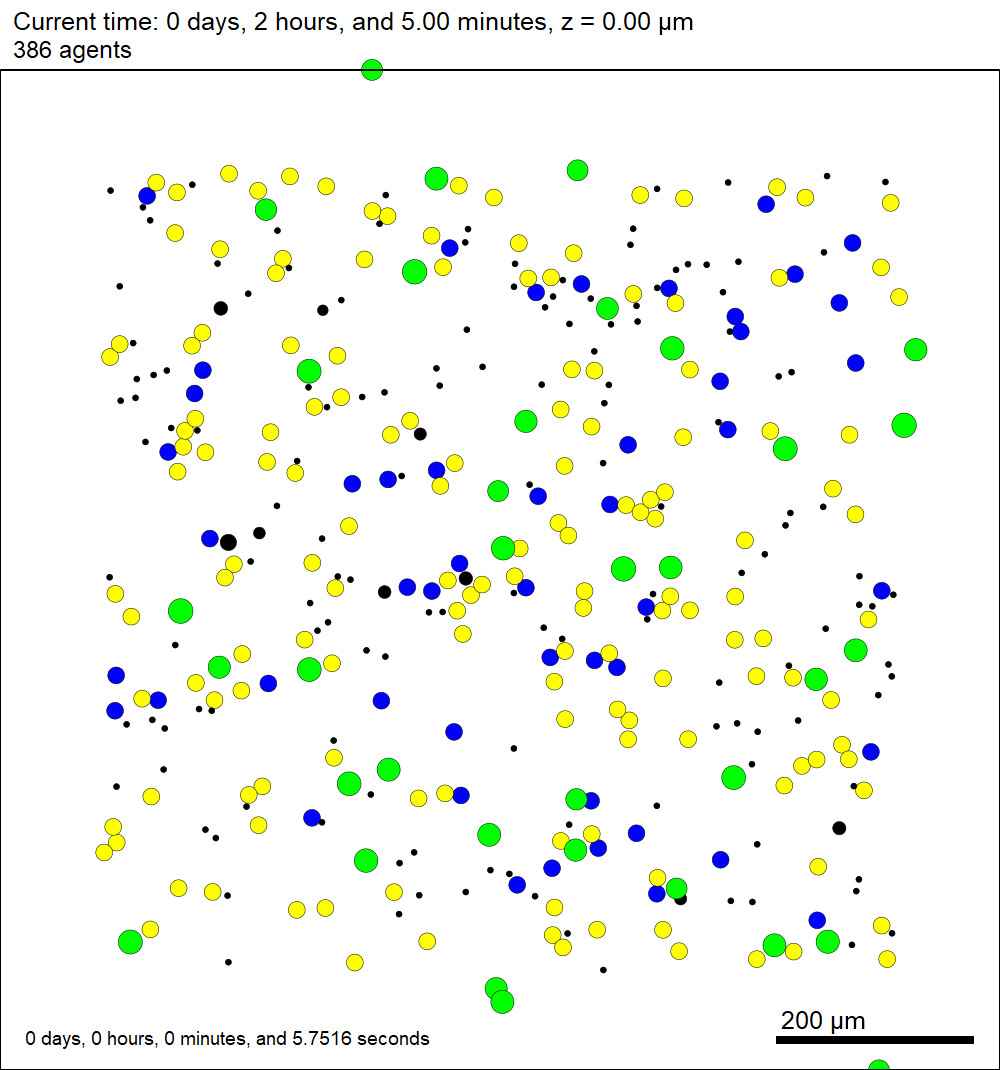 Current time: 0 days, 2 hours, and 5.00 minutes, z = 0.00 µm
386 agents
200 µm
0 days, 0 hours, 0 minutes, and 5.7516 seconds